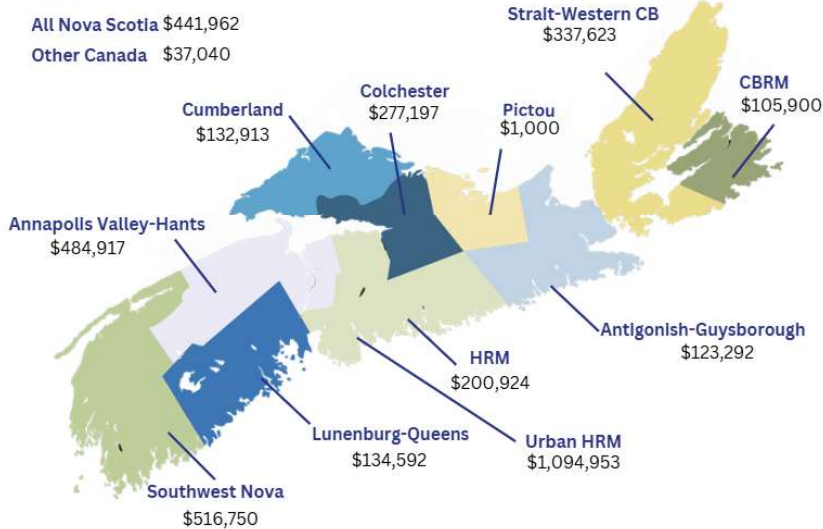 All Nova Scotia $441,962
Other Canada $37,040
Strait-Western CB
$337,623
CBRM
$105,900
Colchester
$277,197
Pictou
$1,000
Cumberland
$132,913
Annapolis Valley-Hants
$484,917
Antigonish-Guysborough
$123,292
HRM
$200,924
Lunenburg-Queens
$134,592
Urban HRM
$1,094,953
Southwest Nova
$516,750